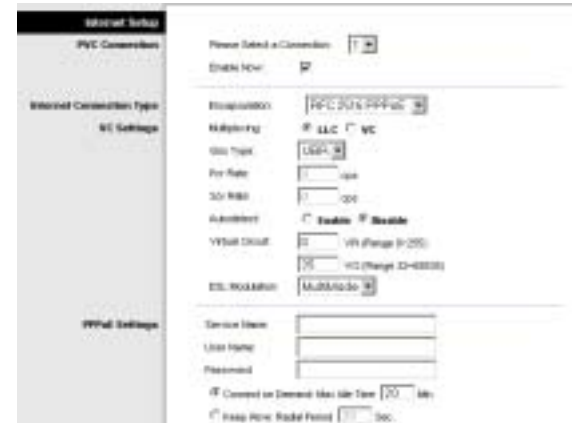 Internet Setup
PVC Connection
Please Select a Connection: 1
Enable Now:
Internet Connection Type
Encapsulation: RFC 2516 PPPoE
VC Settings
Multiplexing: LLC VC
Qos Type: UBR
Pcr Rate: cps
Scr Rate: cps
Autodetect: Enable Disable
Virtual Circuit: VPI (Range 0~255)
35 VCI (Range 32~65535)
DSL Modulation: MultiMode
PPPoE Settings
Service Name:
User Name:
Password:
Connect on Demand: Max Idle Time 20 Min.
Keep Alive: Redial Period Sec.